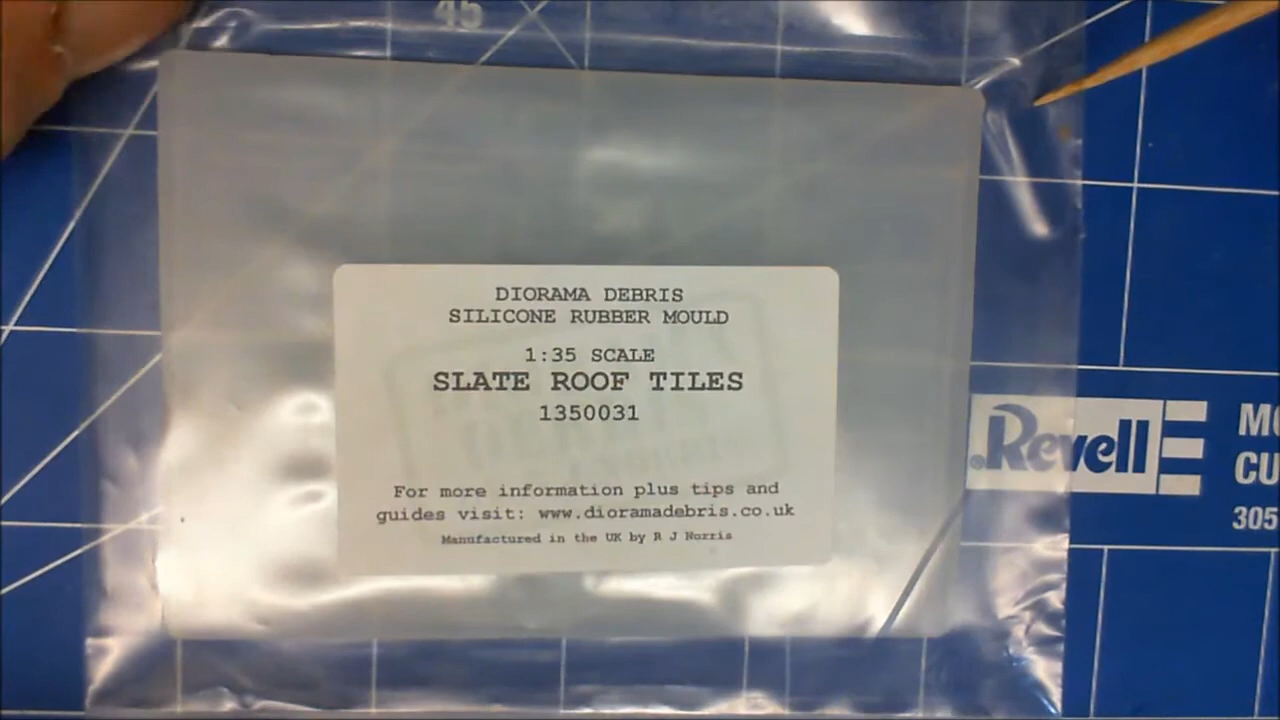 45
DIORAMA DEBRIS
SILICONE RUBBER MOULD
1:35 SCALE
SLATE ROOF TILES
1350031
For more information plus tips and
guides visit: www.dioramadebris.co.uk
Manufactured in the UK by R J Norris
Revell
CU
305